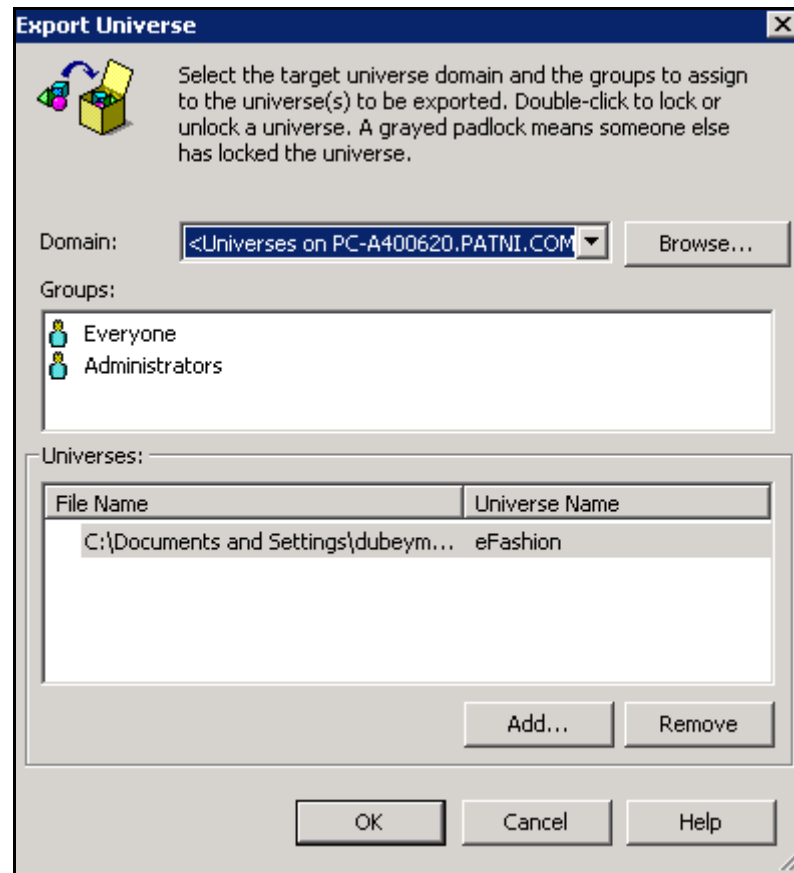 Export Universe
Select the target universe domain and the groups to assign
to the universe(s) to be exported. Double-click to lock or
unlock a universe. A grayed padlock means someone else
has locked the universe.
Domain: <Universes on PC-A400620.PATNI.COM Browse...
Groups:
Everyone
Administrators
Universes:
File Name Universe Name
C:\Documents and Settings\dubeym... eFashion
Add... Remove
OK Cancel Help